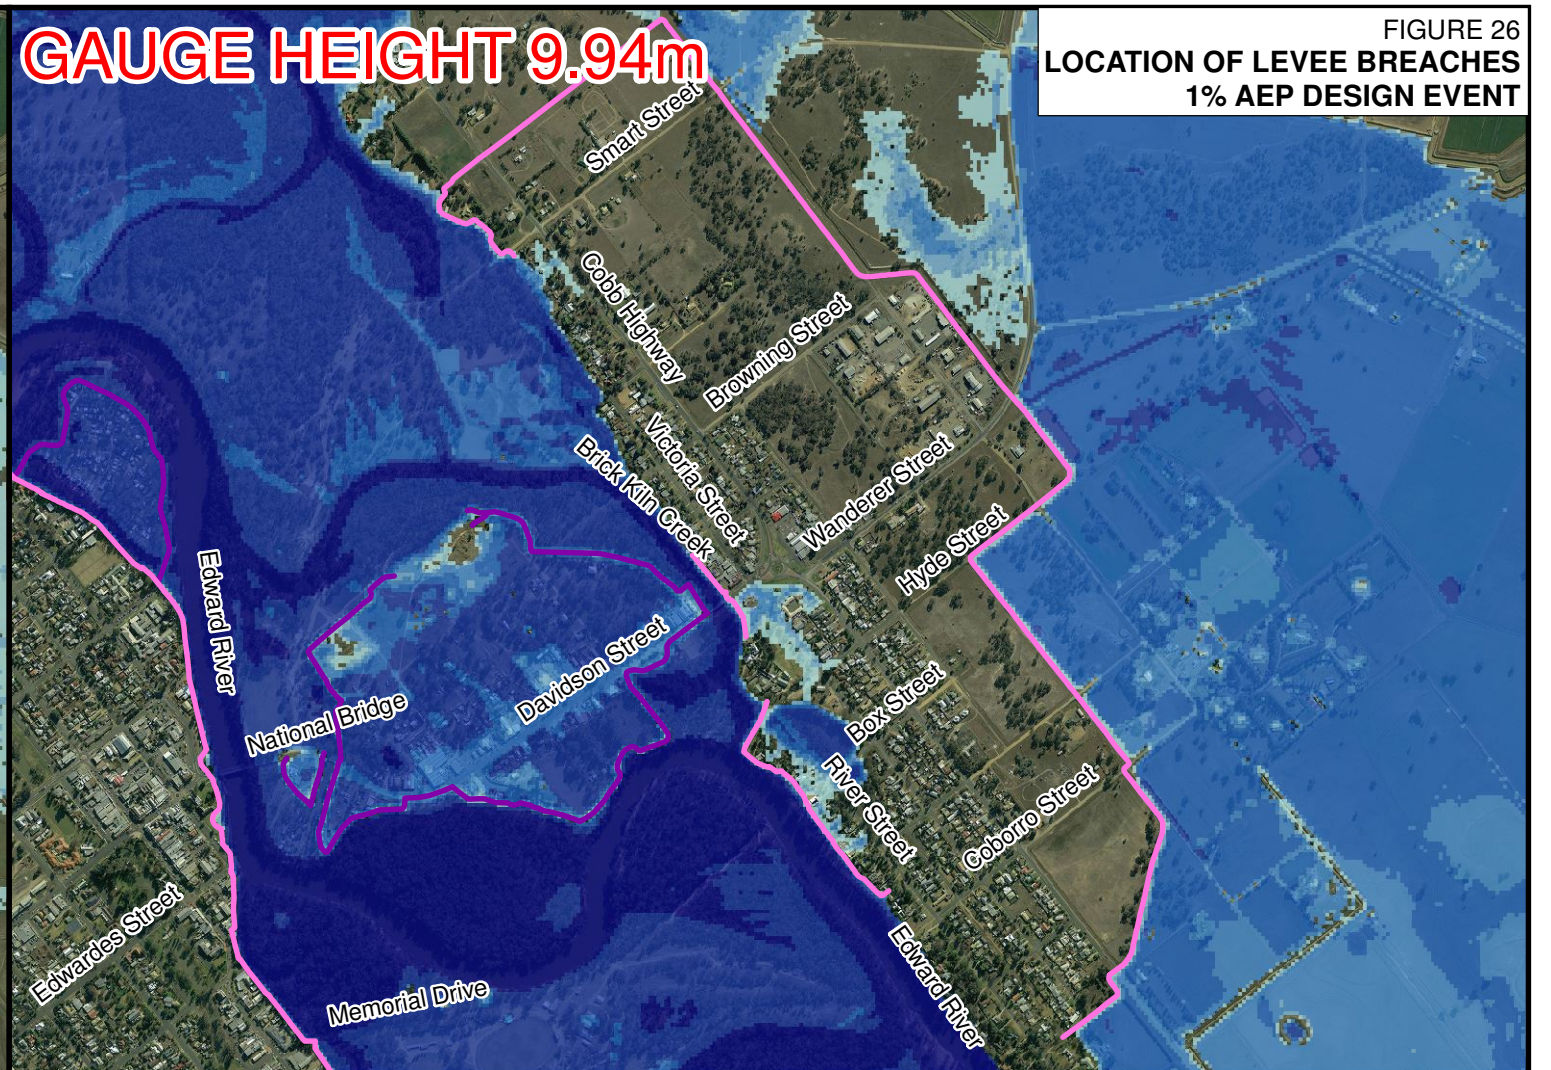 GAUGE HEIGHT 9.94m
FIGURE 26
LOCATION OF LEVEE BREACHES
1% AEP DESIGN EVENT
Smart Street
Cobb Highway
Browning Street
Victoria Street
Brick Kiln Creek
Wanderer Street
Hyde Street
Edward River
Davidson Street
National Bridge
Box Street
River Street
Coborro Street
Edwardes Street
Edward River
Memorial Drive